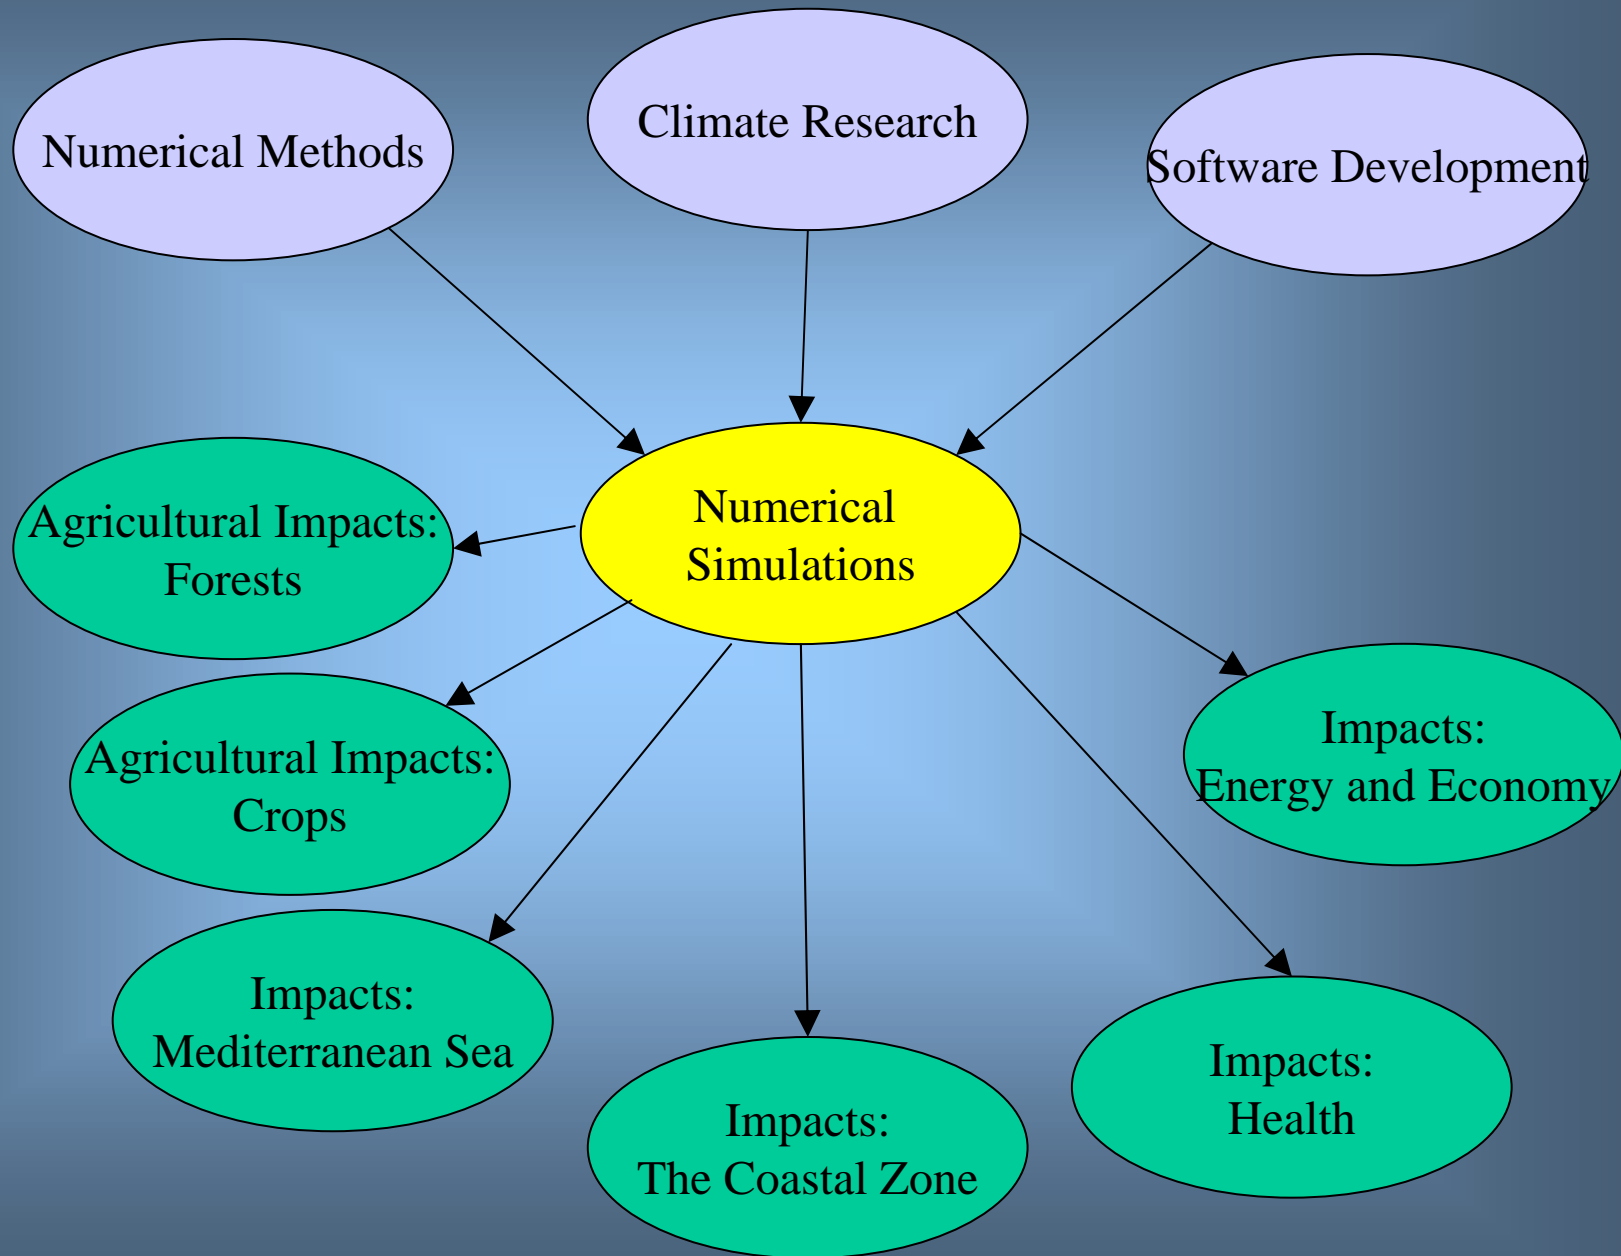 Numerical Methods
Climate Research
Software Development
Numerical
Simulations
Agricultural Impacts:
Forests
Agricultural Impacts:
Crops
Impacts:
Mediterranean Sea
Impacts:
The Coastal Zone
Impacts:
Health
Impacts:
Energy and Economy